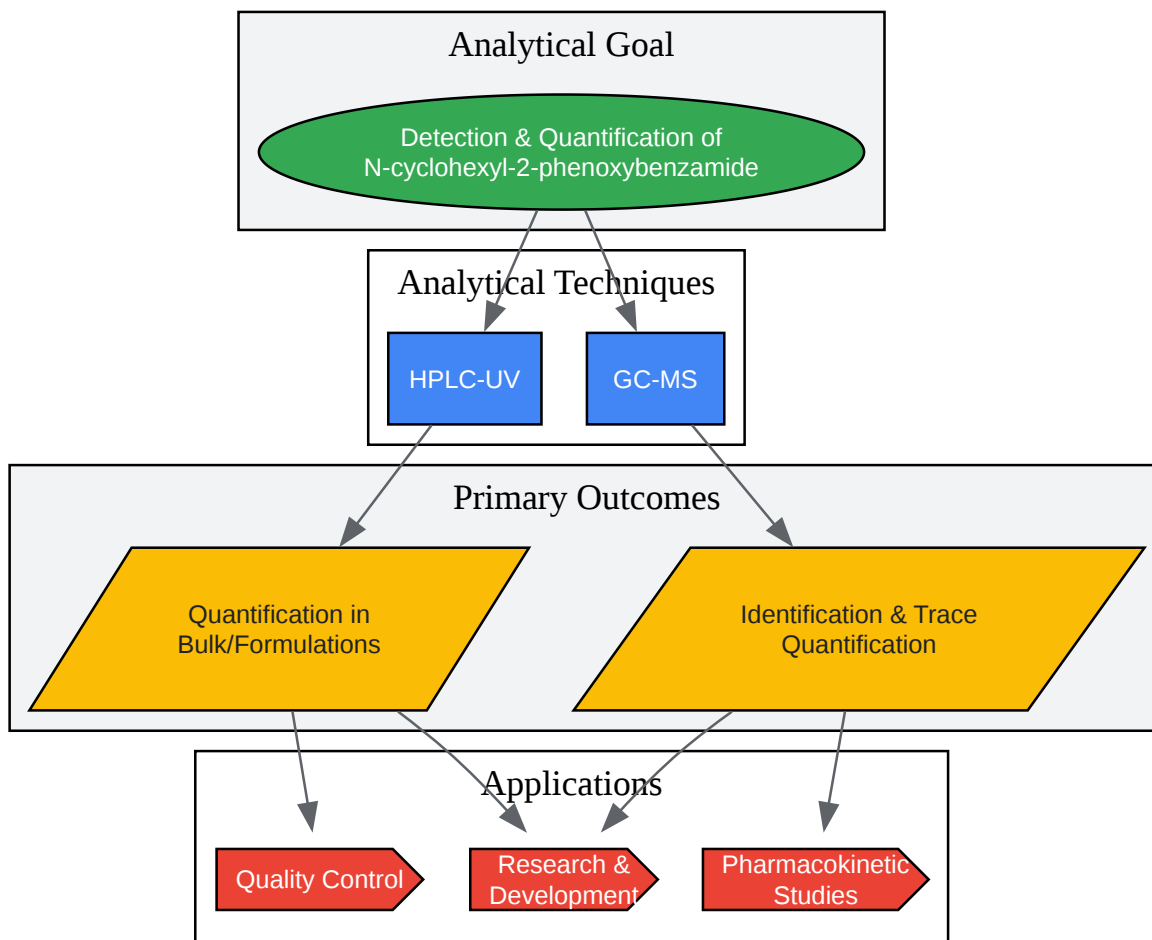 Analytical Goal
Detection & Quantification of
N-cyclohexyl-2-phenoxybenzamide
Analytical Techniques
HPLC-UV
GC-MS
Primary Outcomes
Quantification in
Bulk/Formulations
Identification & Trace
Quantification
Applications
Quality Control
Research &
Development
Pharmacokinetic
Studies